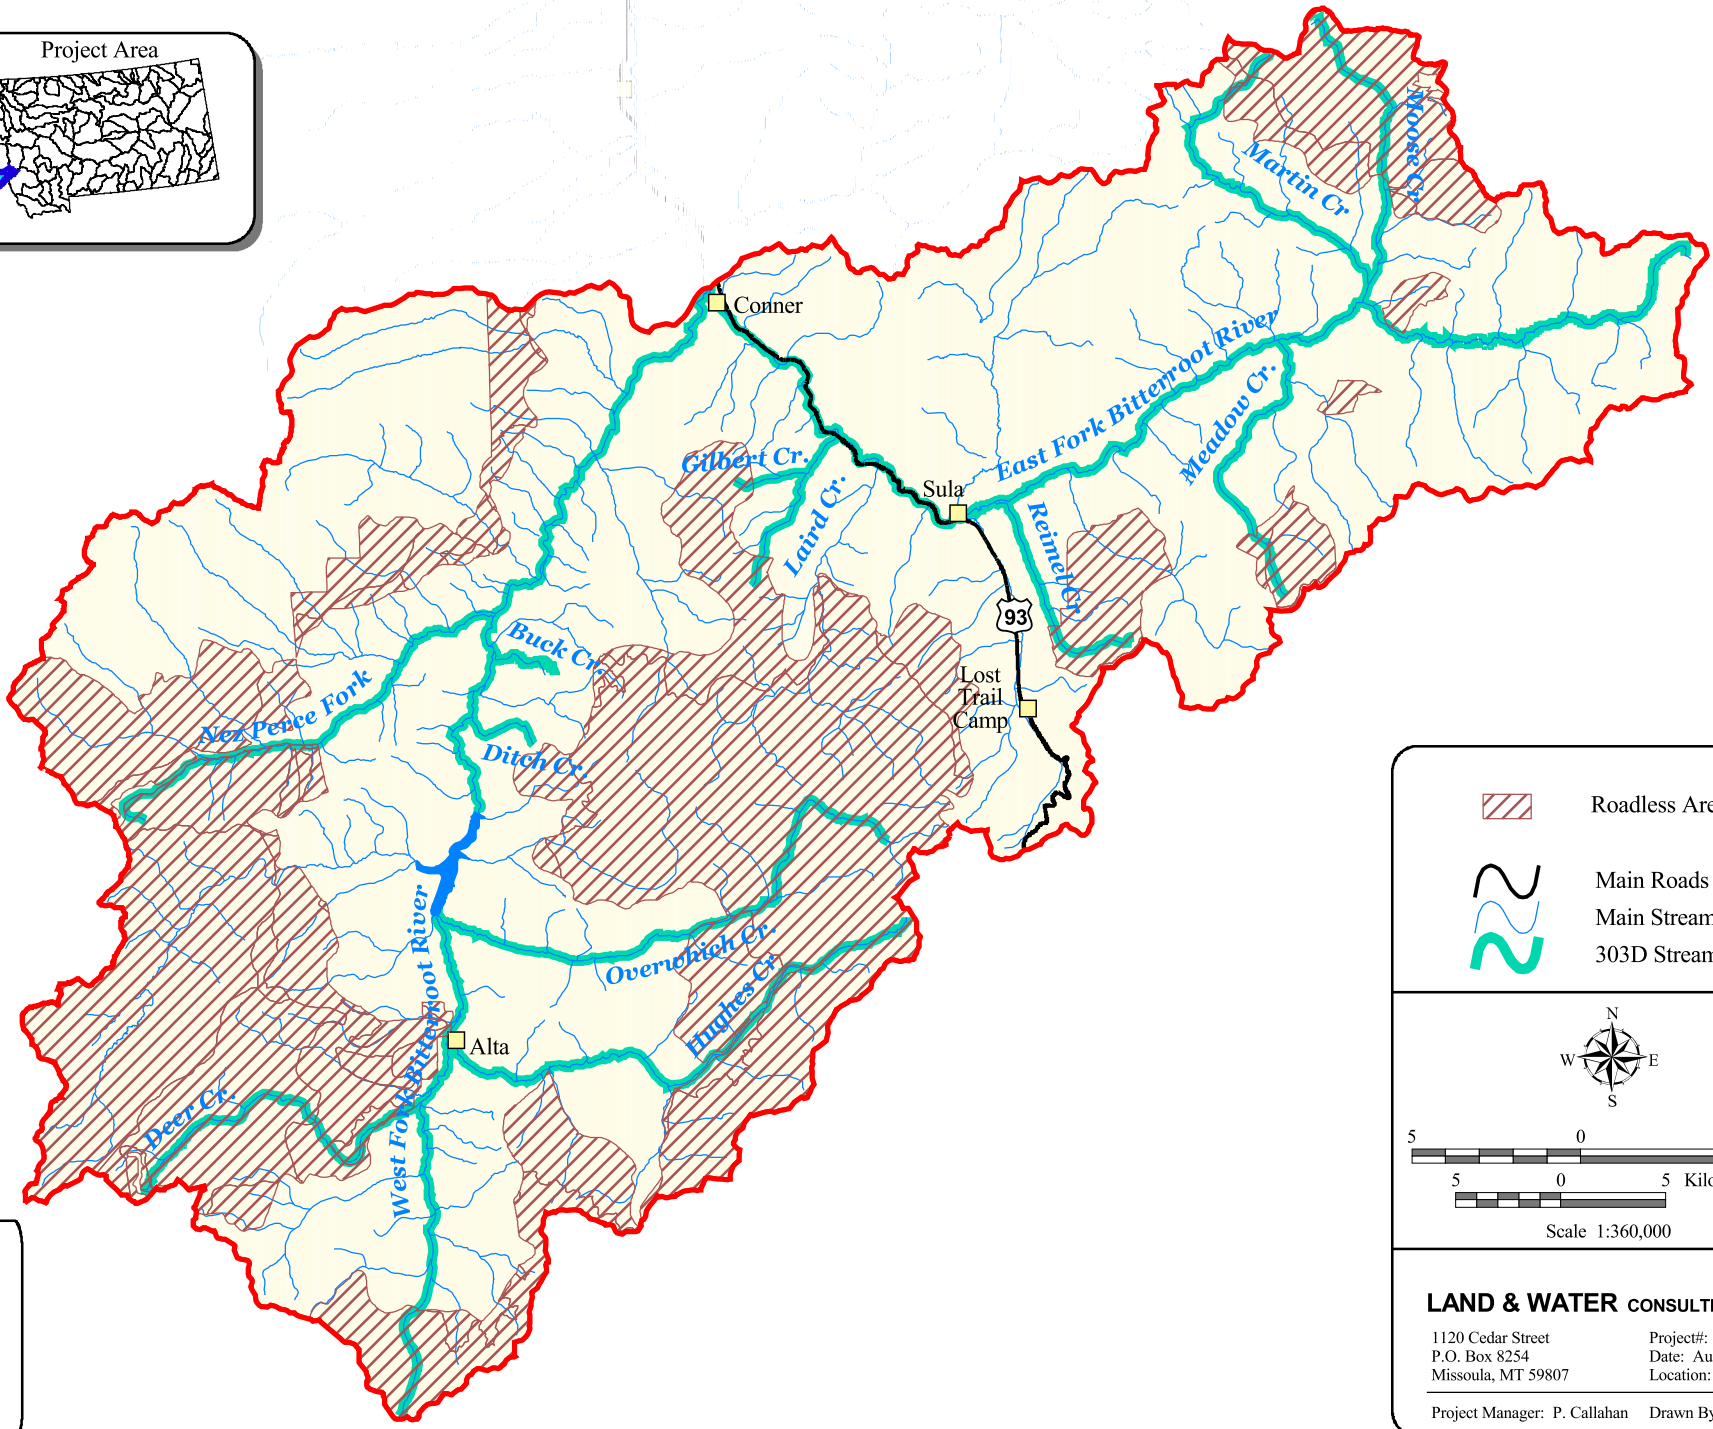 Project Area
Moose Cr.
Martin Cr
Conner
East Fork Bitterroot River
Meadow Cr.
Gilbert Cr.
Laird Cr.
Sula
Reimel Cr.
93
Buck Cr.
Lost
Trail
Camp
Nez Perce Fork
Ditch Cr.
Overwhich Cr.
Hughes Cr.
West Fork Bitterroot River
Alta
Deer Cr.
Roadless Are
Main Roads
Main Stream
303D Stream
N
W
E
S
5 0
5 0 5 Kilo
Scale 1:360,000
LAND & WATER CONSULTI
1120 Cedar Street
P.O. Box 8254
Missoula, MT 59807
Project#:
Date: Au
Location:
Project Manager: P. Callahan
Drawn By